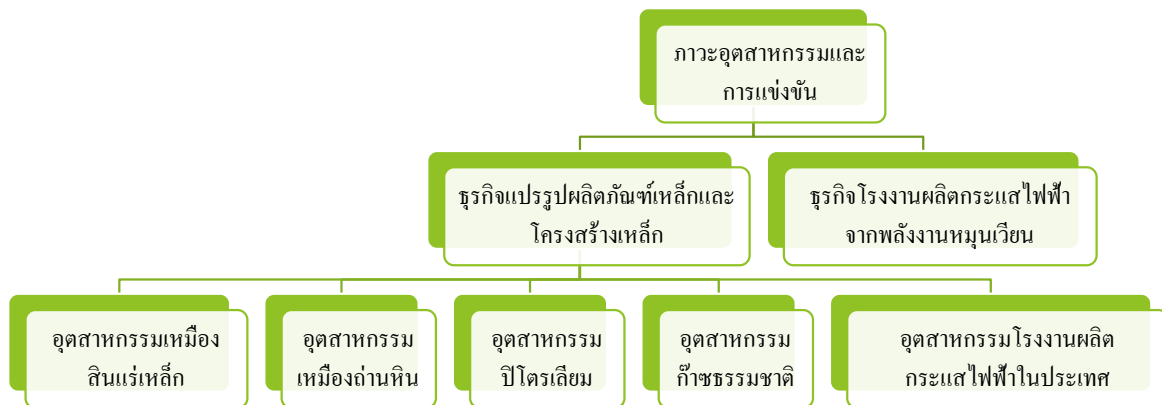 ภาวะอุตสาหกรรมและ
การแข่งขัน
ธุรกิจแปรรูปผลิตภัณฑ์เหล็กและ
โครงสร้างเหล็ก
ธุรกิจโรงงานผลิตกระแสไฟฟ้า
จากพลังงานหมุนเวียน
อุตสาหกรรมเหมือง
สินแร่เหล็ก
อุตสาหกรรม
เหมืองถ่านหิน
อุตสาหกรรม
ปิโตรเลียม
อุตสาหกรรม
ก๊าซธรรมชาติ
อุตสาหกรรมโรงงานผลิต
กระแสไฟฟ้าในประเทศ